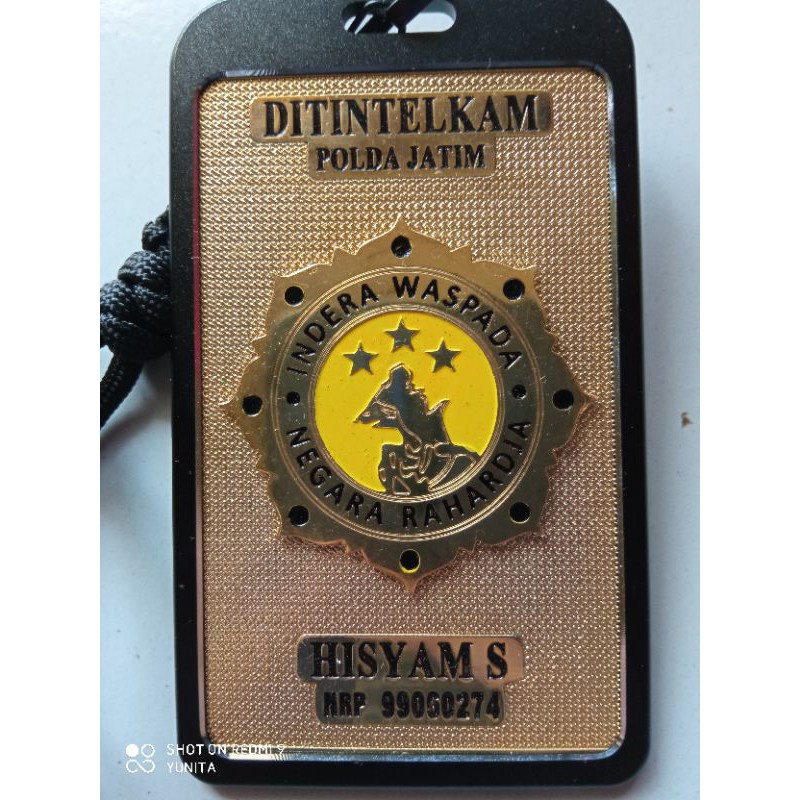 DITINTELKAM
POLDA JATIM
INDERA WASPADA
NEGARA RAHARDJA
HISYAM S
NRP 99060274
SHOT ON REDMI 9
YUNITA